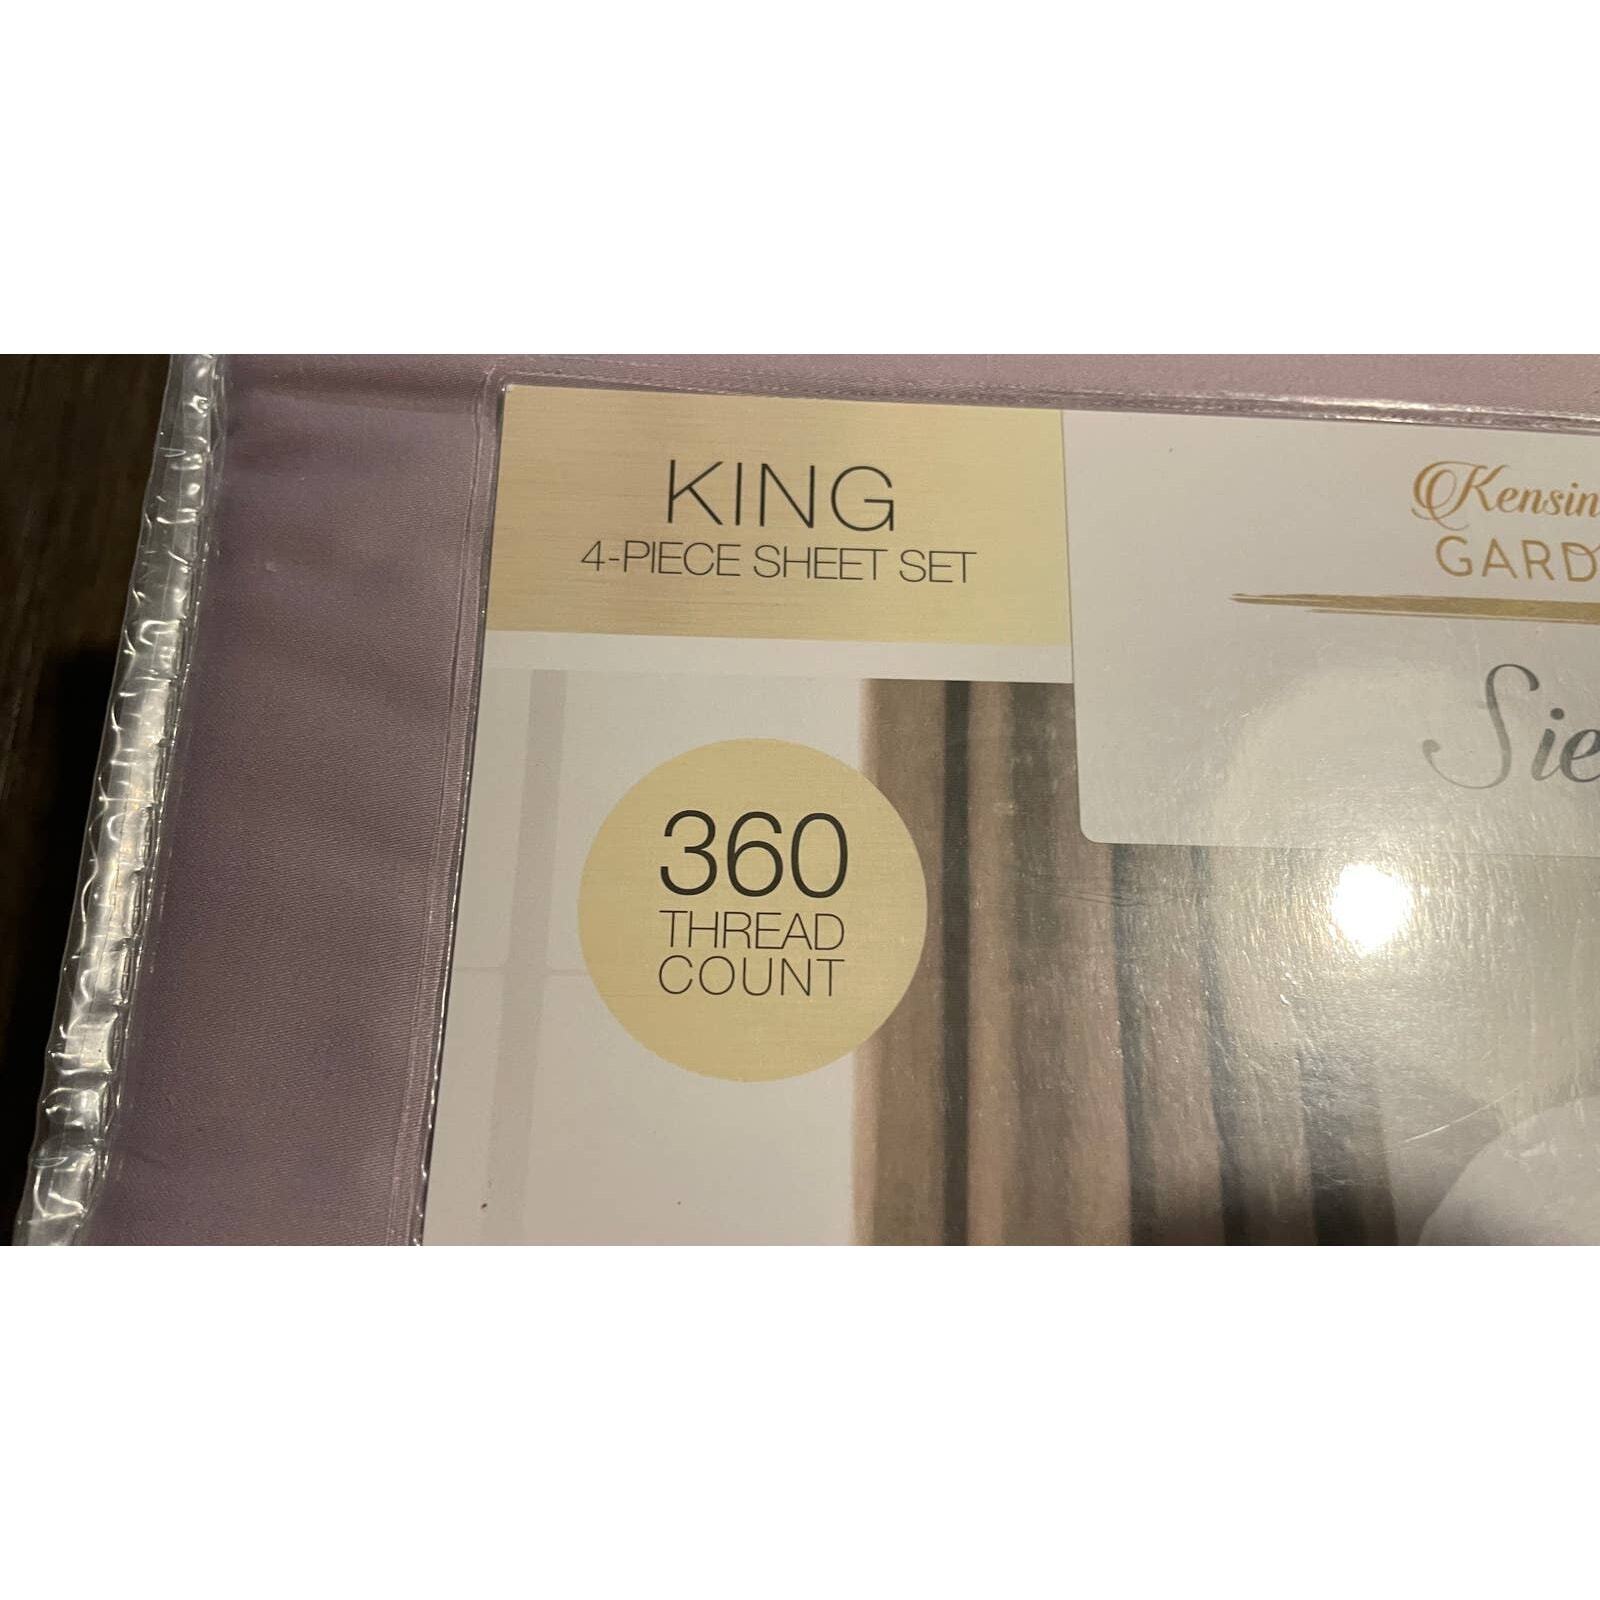 KING
4-PIECE SHEET SET
360
THREAD
COUNT